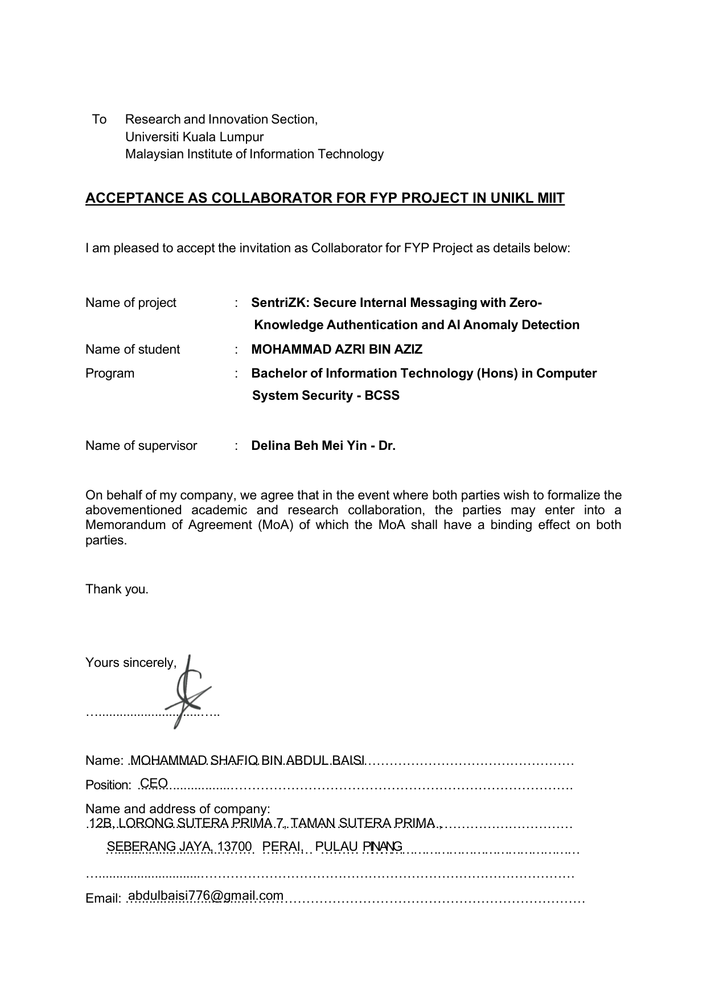 To Research and Innovation Section,
Universiti Kuala Lumpur
Malaysian Institute of Information Technology
ACCEPTANCE AS COLLABORATOR FOR FYP PROJECT IN UNIKL MIIT
I am pleased to accept the invitation as Collaborator for FYP Project as details below:
Name of project : SentriZK: Secure Internal Messaging with Zero-
Knowledge Authentication and AI Anomaly Detection
Name of student : MOHAMMAD AZRI BIN AZIZ
Program : Bachelor of Information Technology (Hons) in Computer
System Security - BCSS
Name of supervisor : Delina Beh Mei Yin - Dr.
On behalf of my company, we agree that in the event where both parties wish to formalize the
abovementioned academic and research collaboration, the parties may enter into a
Memorandum of Agreement (MoA) of which the MoA shall have a binding effect on both
parties.
Thank you.
Yours sincerely,
Name: MOHAMMAD SHAFIQ BIN ABDUL BAISI
Position: CEO
Name and address of company:
12B, LORONG SUTERA PRIMA 7, TAMAN SUTERA PRIMA ,
SEBERANG JAYA, 13700 PERAI, PULAU PINANG
Email: abdulbaisi776@gmail.com